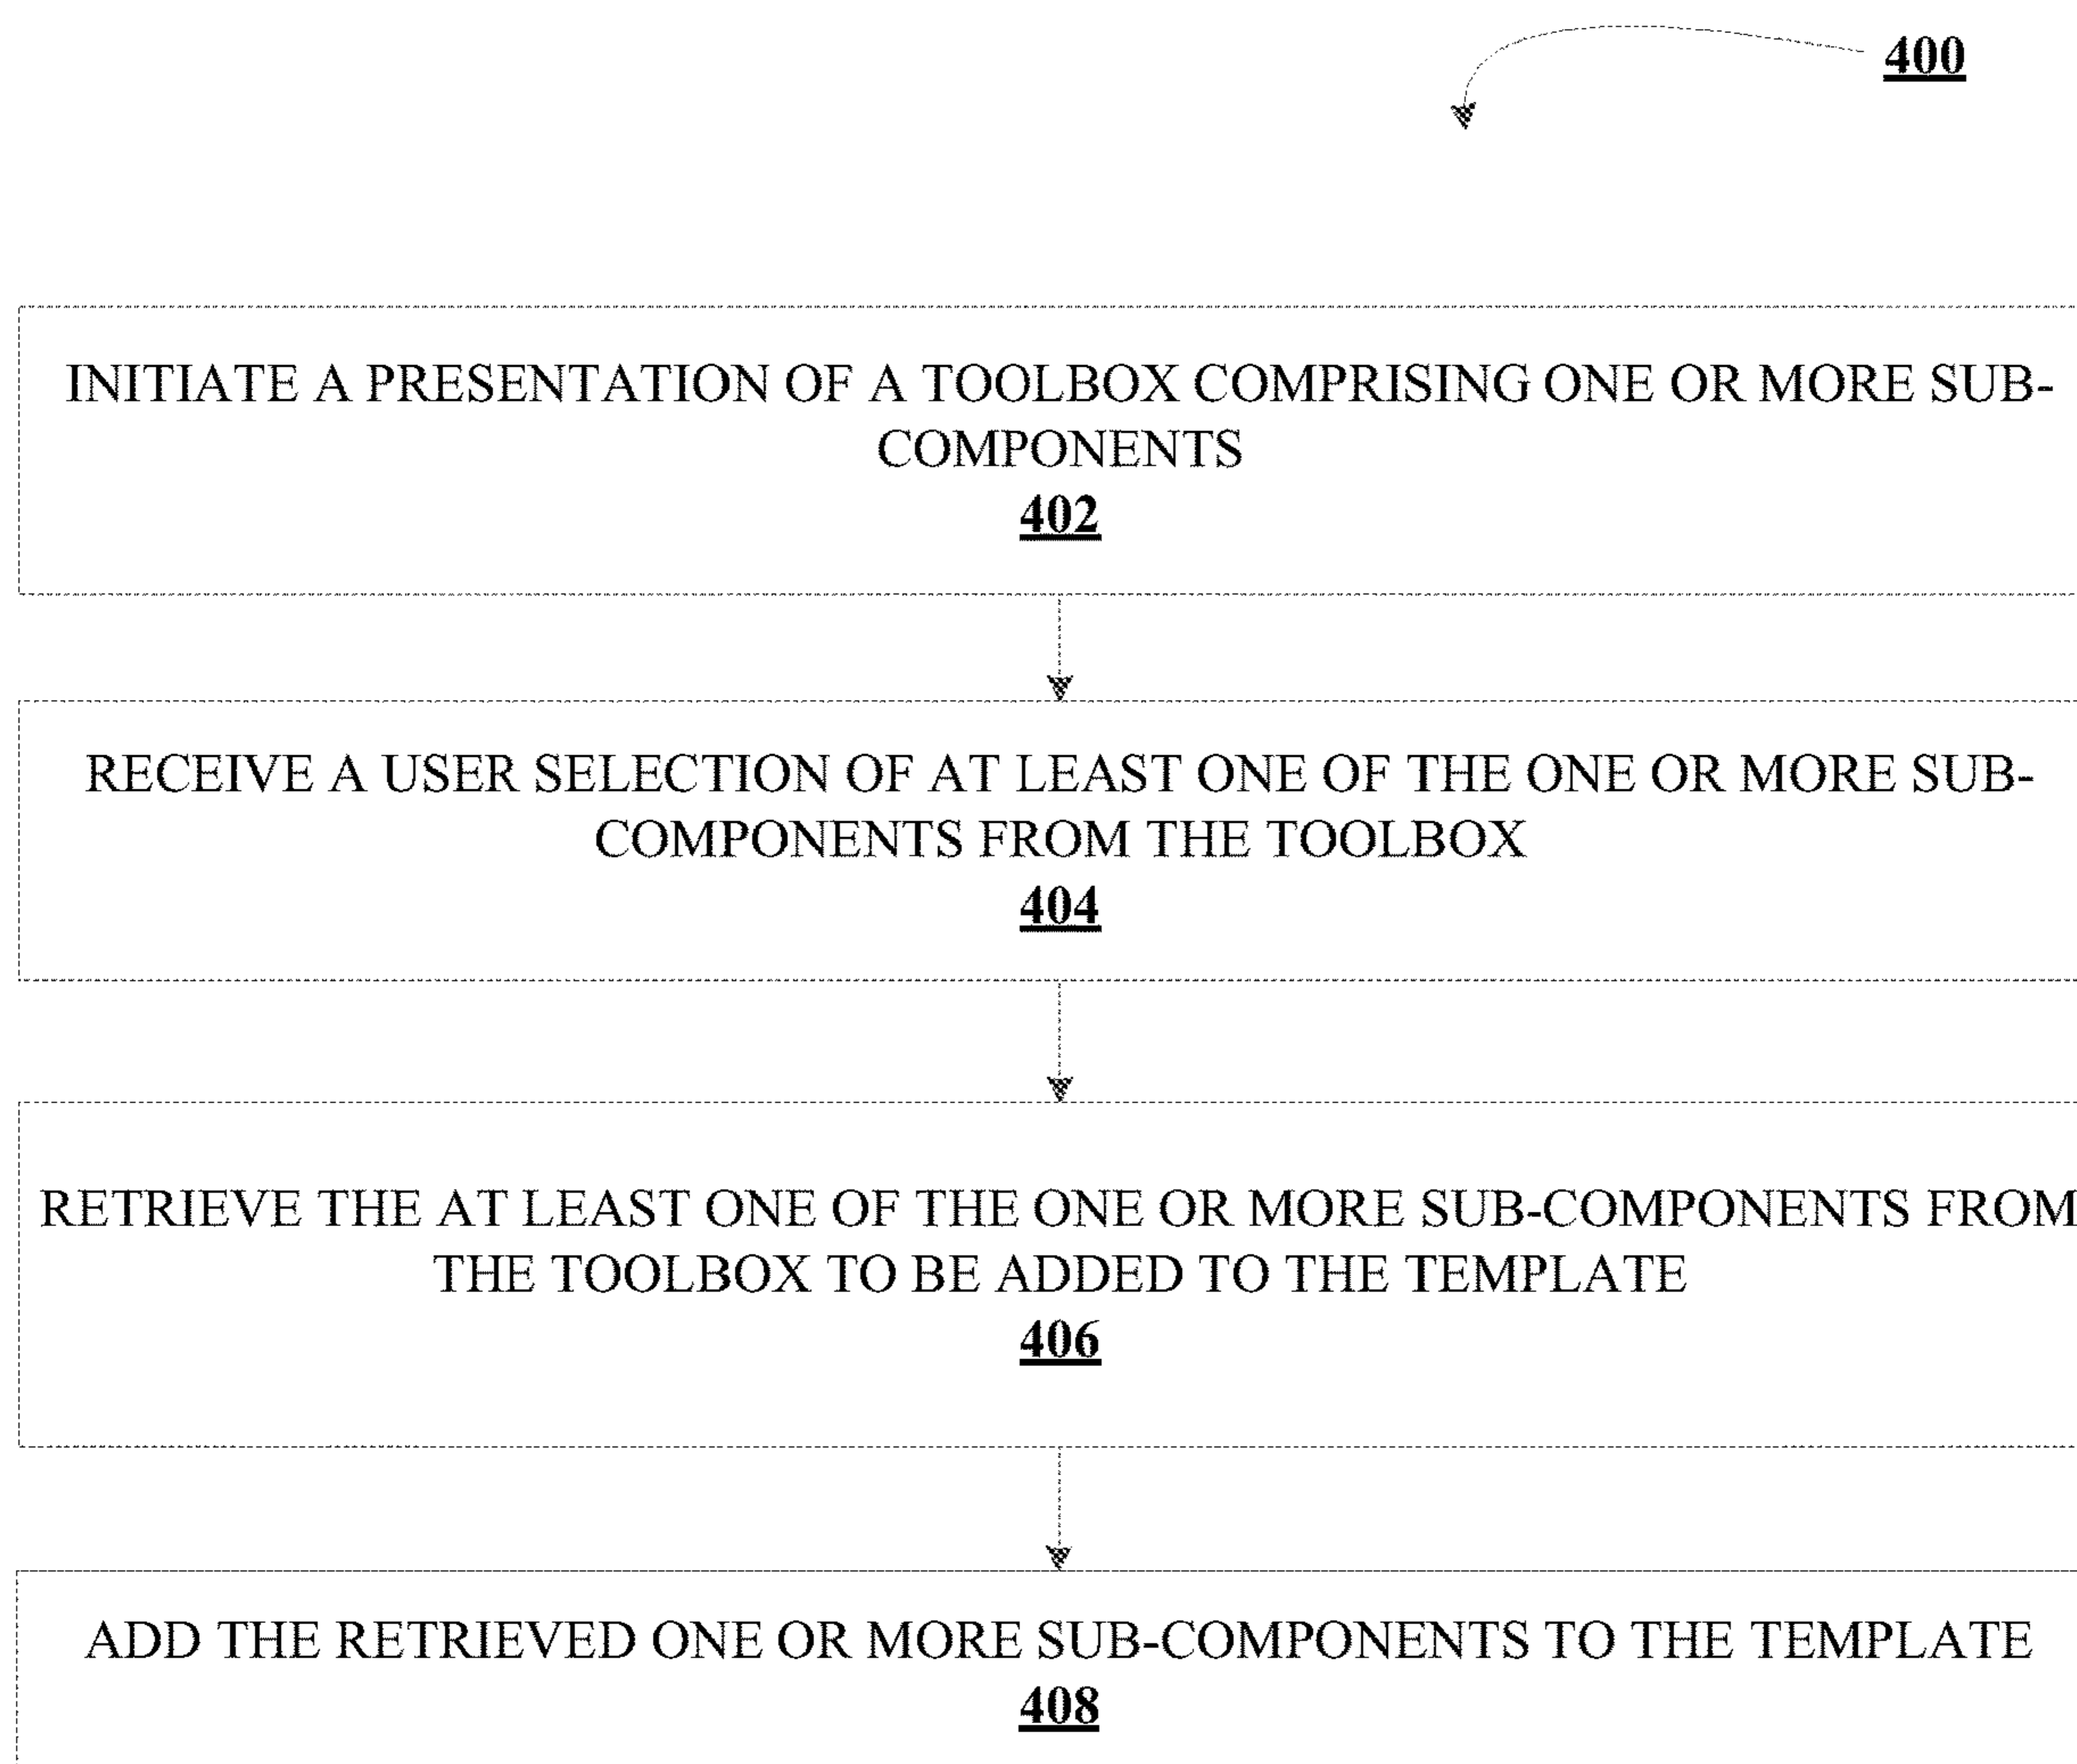 400
INITIATE A PRESENTATION OF A TOOLBOX COMPRISING ONE OR MORE SUB-
COMPONENTS
402
RECEIVE A USER SELECTION OF AT LEAST ONE OF THE ONE OR MORE SUB-
COMPONENTS FROM THE TOOLBOX
404
RETRIEVE THE AT LEAST ONE OF THE ONE OR MORE SUB-COMPONENTS FROM
THE TOOLBOX TO BE ADDED TO THE TEMPLATE
406
ADD THE RETRIEVED ONE OR MORE SUB-COMPONENTS TO THE TEMPLATE
408